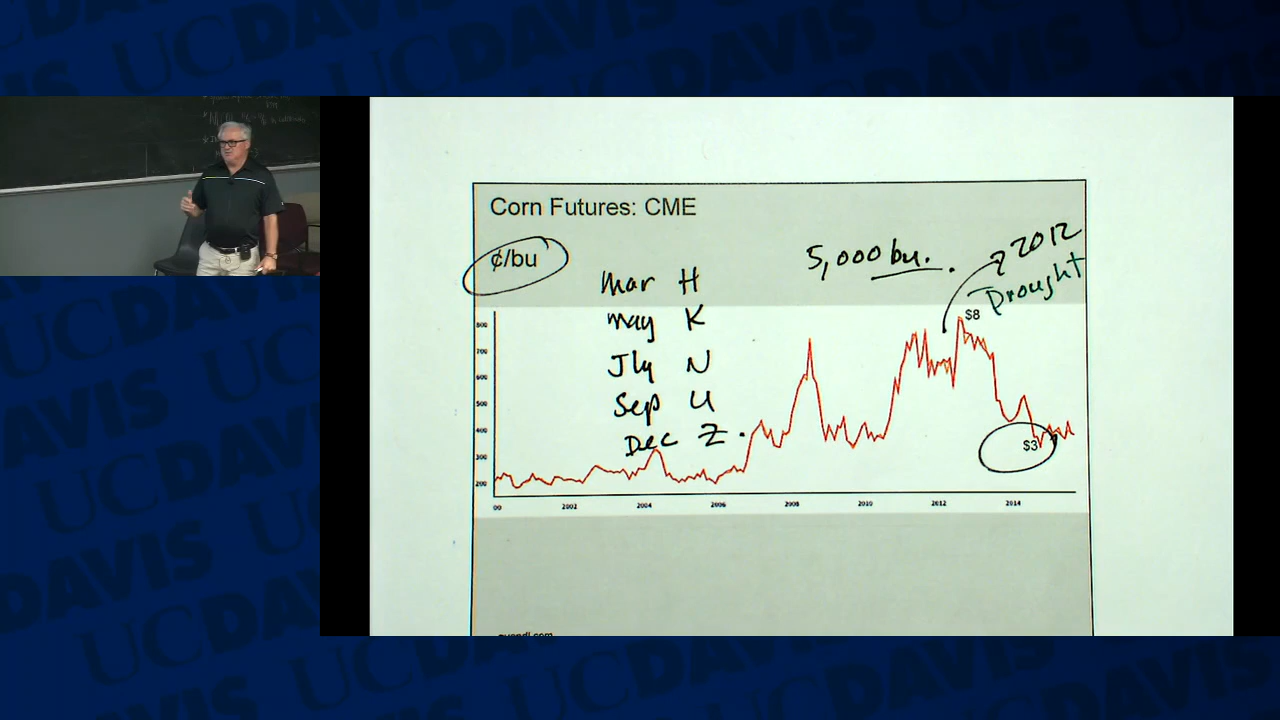 UCDAVIS
Corn Futures: CME
¢/bu
5,000 bu.
2012
Drought
Mar H
May K
Jly N
Sep U
Dec Z
$8
$3
800
700
600
500
400
300
200
00 2002 2004 2006 2008 2010 2012 2014